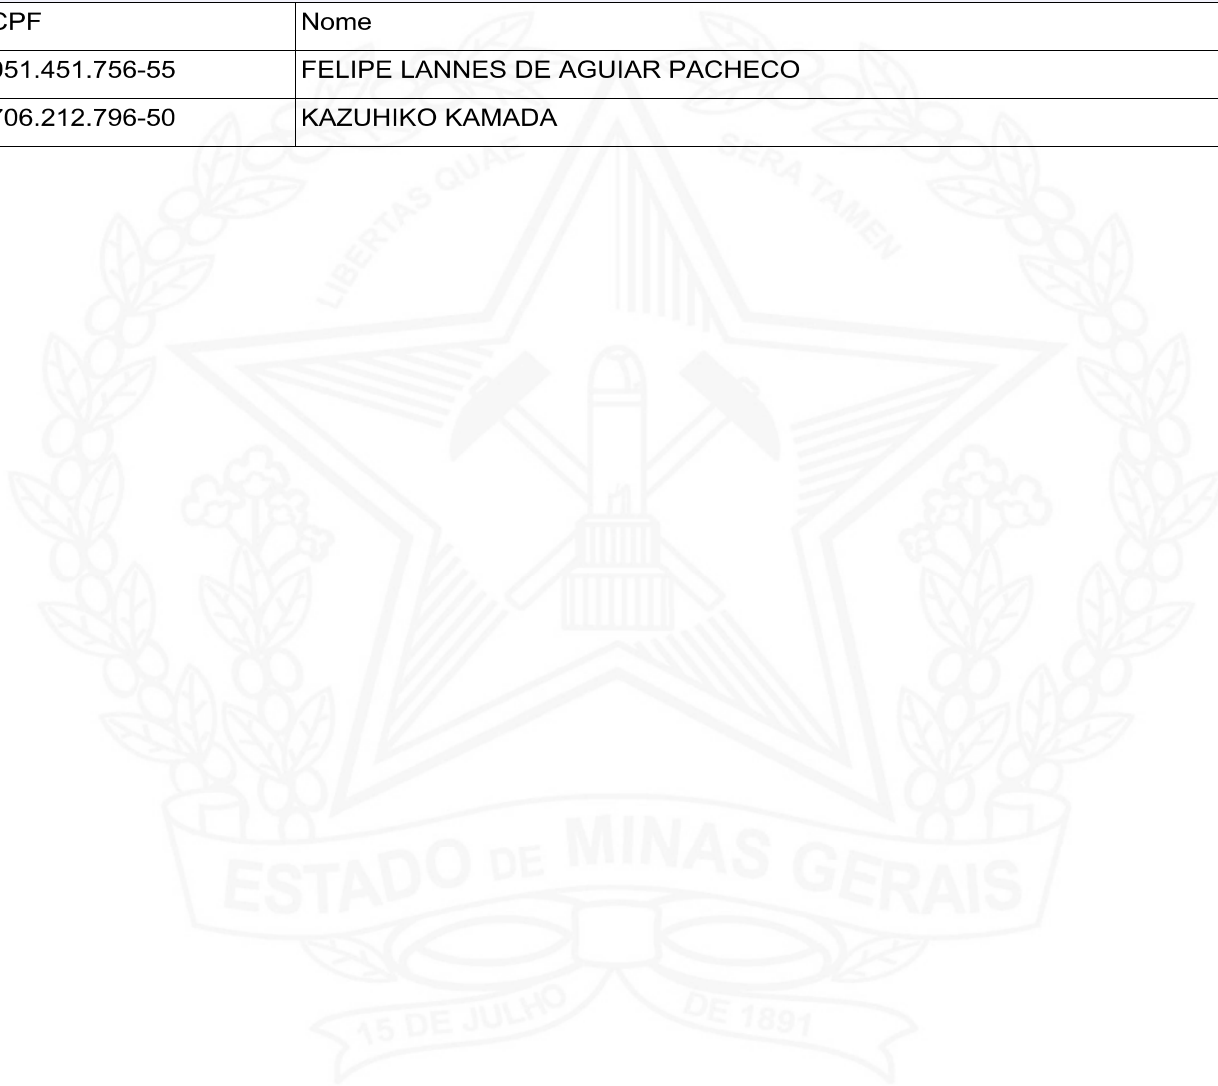 CPF Nome
051.451.756-55 FELIPE LANNES DE AGUIAR PACHECO
706.212.796-50 KAZUHIKO KAMADA
LIBERTAS QUAE SERA TAMEN
ESTADO DE MINAS GERAIS
15 DE JULHO DE 1891